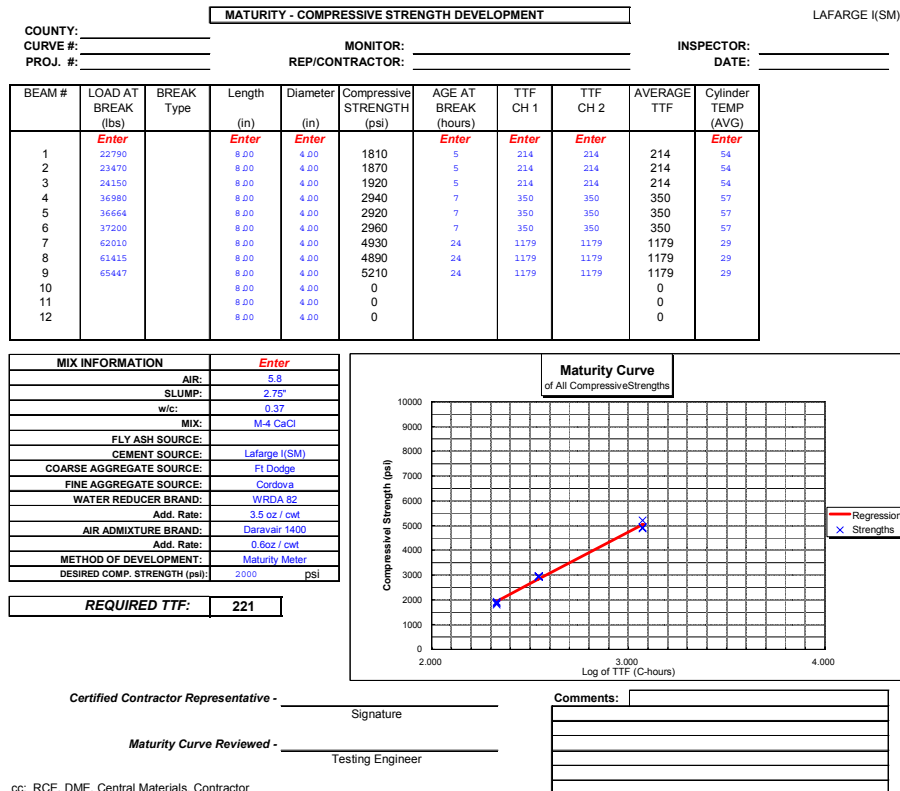 MATURITY - COMPRESSIVE STRENGTH DEVELOPMENT LAFARGE I(SM)
COUNTY:
CURVE #: MONITOR: INSPECTOR:
PROJ. #: REP/CONTRACTOR: DATE:
BEAM # LOAD AT BREAK Length Diameter Compressive AGE AT TTF TTF AVERAGE Cylinder
BREAK Type STRENGTH BREAK CH 1 CH 2 TTF TEMP
(lbs) (in) (in) (psi) (hours) (AVG)
Enter Enter Enter Enter Enter Enter Enter
1 22790 8.00 4.00 1810 5 214 214 214 54
2 23470 8.00 4.00 1870 5 214 214 214 54
3 24150 8.00 4.00 1920 5 214 214 214 54
4 36980 8.00 4.00 2940 7 350 350 350 57
5 36664 8.00 4.00 2920 7 350 350 350 57
6 37200 8.00 4.00 2960 7 350 350 350 57
7 62010 8.00 4.00 4930 24 1179 1179 1179 29
8 61415 8.00 4.00 4890 24 1179 1179 1179 29
9 65447 8.00 4.00 5210 24 1179 1179 1179 29
10 8.00 4.00 0 0
11 8.00 4.00 0 0
12 8.00 4.00 0 0
MIX INFORMATION Enter
AIR: 5.8
SLUMP: 2.75"
w/c: 0.37
MIX: M-4 CaCl
FLY ASH SOURCE:
CEMENT SOURCE: Lafarge I(SM)
COARSE AGGREGATE SOURCE: Ft Dodge
FINE AGGREGATE SOURCE: Cordova
WATER REDUCER BRAND: WRDA 82
Add. Rate: 3.5 oz / cwt
AIR ADMIXTURE BRAND: Daravair 1400
Add. Rate: 0.6oz / cwt
METHOD OF DEVELOPMENT: Maturity Meter
DESIRED COMP. STRENGTH (psi): 2000 psi
REQUIRED TTF: 221
Maturity Curve
of All CompressiveStrengths
Compressivel Strength (psi)
10000
9000
8000
7000
6000
5000
4000
3000
2000
1000
0
2.000 3.000 4.000
Log of TTF (C-hours)
Regression
Strengths
Certified Contractor Representative -
Signature
Maturity Curve Reviewed -
Testing Engineer
Comments:
cc: RCE, DME, Central Materials, Contractor